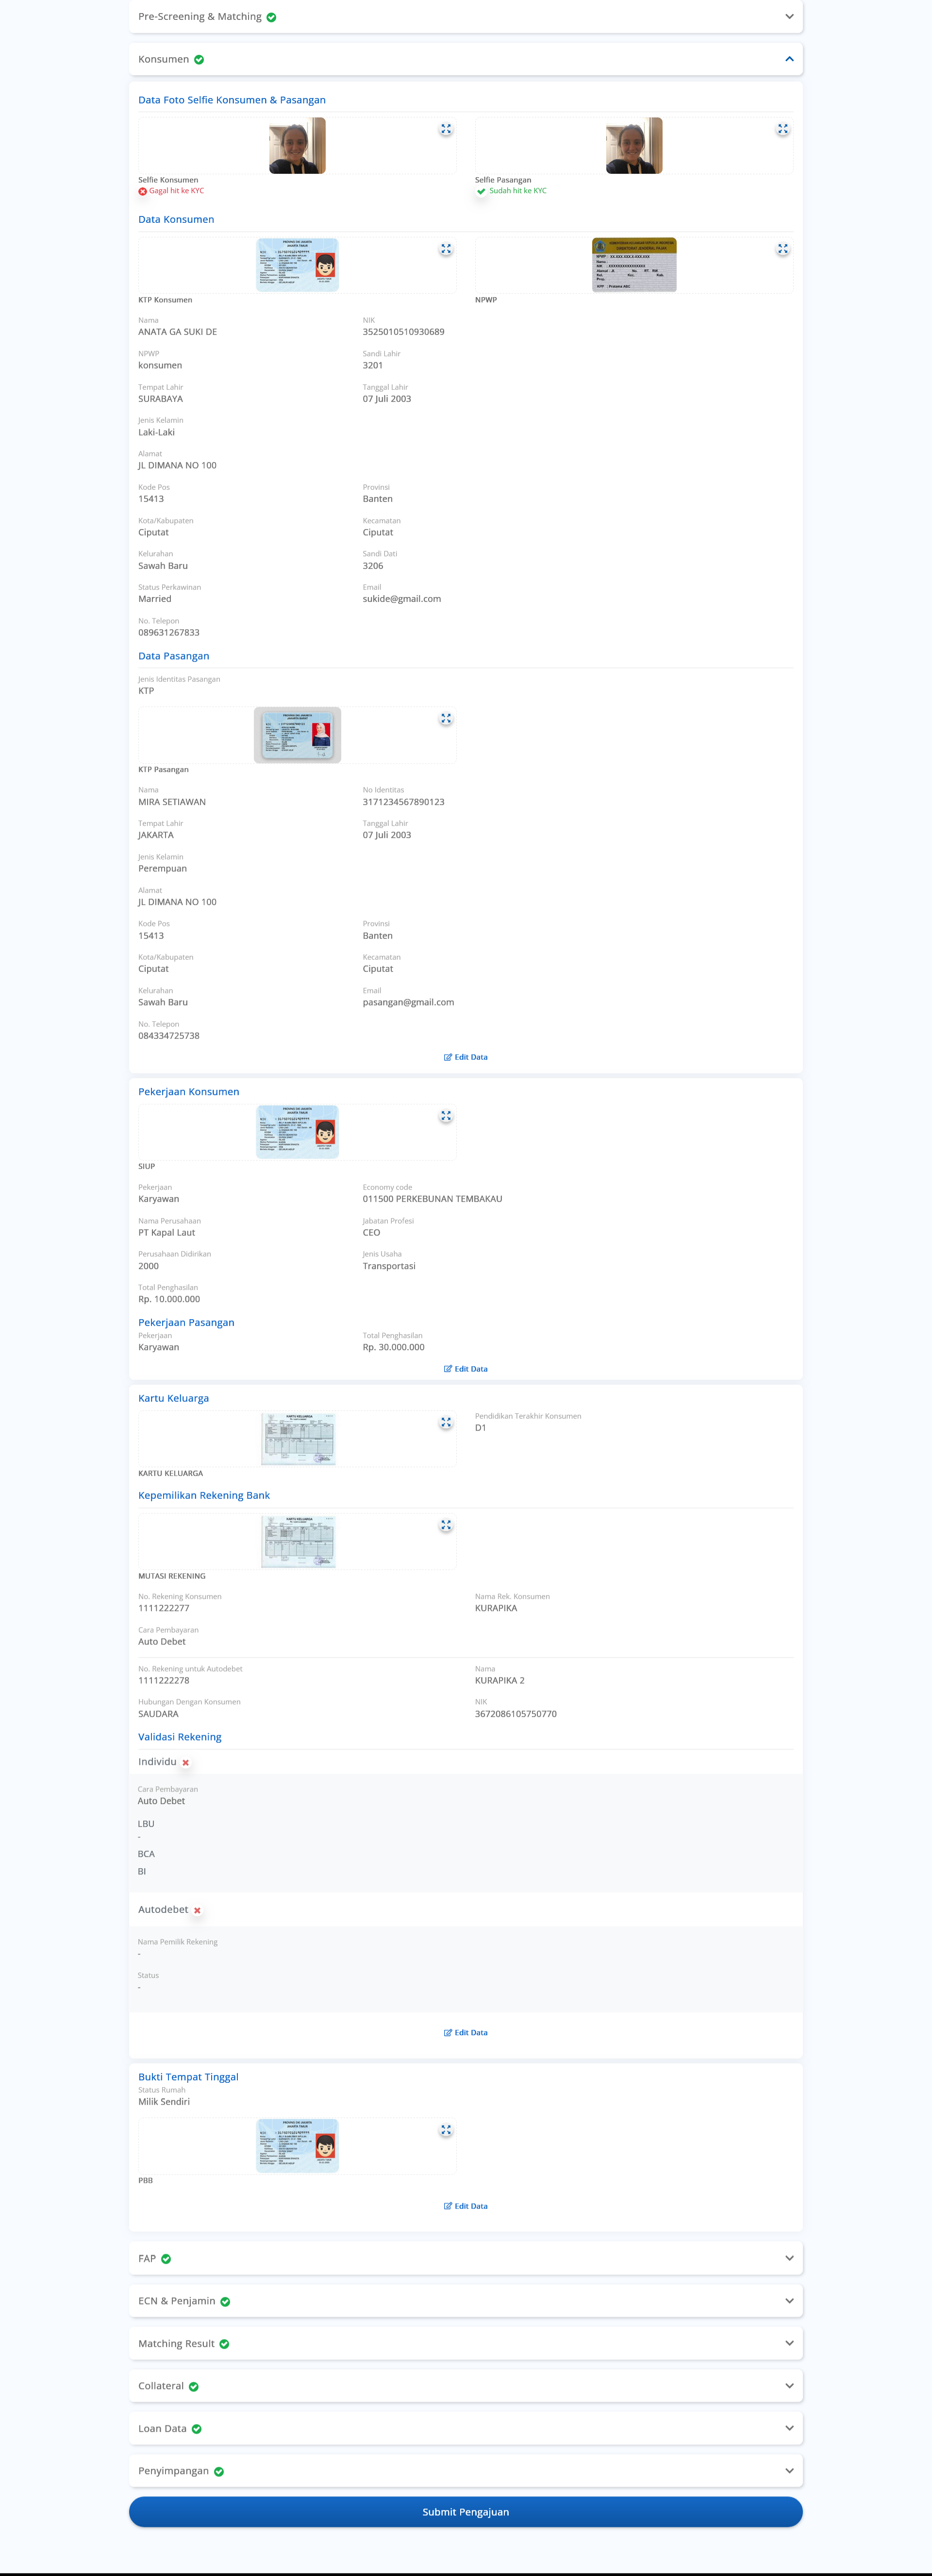 Pre-Screening & Matching
Konsumen
Data Foto Selfie Konsumen & Pasangan
Selfie Konsumen
Gagal hit ke KYC
Selfie Pasangan
Sudah hit ke KYC
Data Konsumen
KTP Konsumen
NPWP
Nama
ANATA GA SUKI DE
NIK
3525010510930689
NPWP
konsumen
Sandi Lahir
3201
Tempat Lahir
SURABAYA
Tanggal Lahir
07 Juli 2003
Jenis Kelamin
Laki-Laki
Alamat
JL DIMANA NO 100
Kode Pos
15413
Provinsi
Banten
Kota/Kabupaten
Ciputat
Kecamatan
Ciputat
Kelurahan
Sawah Baru
Sandi Dati
3206
Status Perkawinan
Married
Email
sukide@gmail.com
No. Telepon
089631267833
Data Pasangan
Jenis Identitas Pasangan
KTP
KTP Pasangan
Nama
MIRA SETIAWAN
No Identitas
3171234567890123
Tempat Lahir
JAKARTA
Tanggal Lahir
07 Juli 2003
Jenis Kelamin
Perempuan
Alamat
JL DIMANA NO 100
Kode Pos
15413
Provinsi
Banten
Kota/Kabupaten
Ciputat
Kecamatan
Ciputat
Kelurahan
Sawah Baru
Email
pasangan@gmail.com
No. Telepon
084334725738
Edit Data
Pekerjaan Konsumen
SIUP
Pekerjaan
Karyawan
Economy code
011500 PERKEBUNAN TEMBAKAU
Nama Perusahaan
PT Kapal Laut
Jabatan Profesi
CEO
Perusahaan Didirikan
2000
Jenis Usaha
Transportasi
Total Penghasilan
Rp. 10.000.000
Pekerjaan Pasangan
Pekerjaan
Karyawan
Total Penghasilan
Rp. 30.000.000
Edit Data
Kartu Keluarga
KARTU KELUARGA
Pendidikan Terakhir Konsumen
D1
Kepemilikan Rekening Bank
MUTASI REKENING
No. Rekening Konsumen
1111222277
Nama Rek. Konsumen
KURAPIKA
Cara Pembayaran
Auto Debet
No. Rekening untuk Autodebet
1111222278
Nama
KURAPIKA 2
Hubungan Dengan Konsumen
SAUDARA
NIK
3672086105750770
Validasi Rekening
Individu
Cara Pembayaran
Auto Debet
LBU
-
BCA
BI
Autodebet
Nama Pemilik Rekening
-
Status
-
Edit Data
Bukti Tempat Tinggal
Status Rumah
Milik Sendiri
PBB
Edit Data
FAP
ECN & Penjamin
Matching Result
Collateral
Loan Data
Penyimpangan
Submit Pengajuan